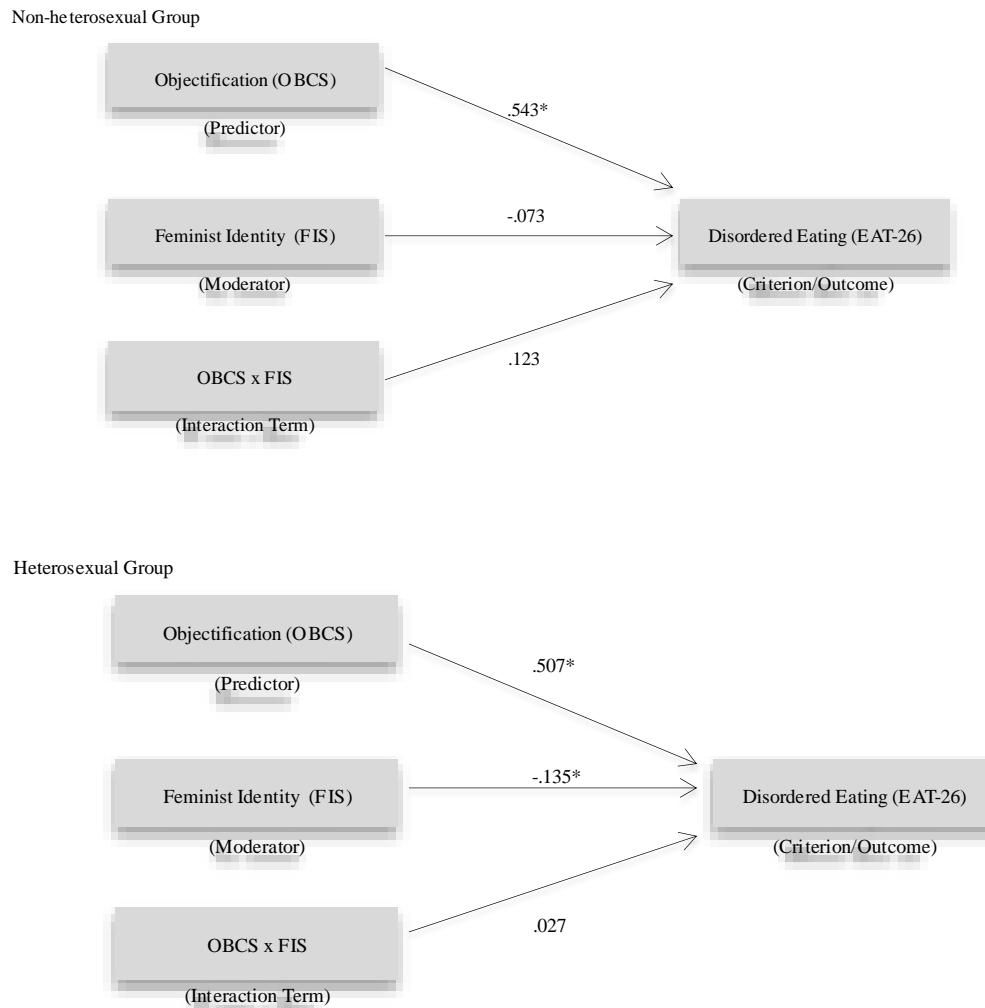 Non-heterosexual Group
Objectification (OBCS)
(Predictor)
.543*
Feminist Identity (FIS)
(Moderator)
-.073
Disordered Eating (EAT-26)
(Criterion/Outcome)
OBCS x FIS
(Interaction Term)
.123
Heterosexual Group
Objectification (OBCS)
(Predictor)
.507*
Feminist Identity (FIS)
(Moderator)
-.135*
Disordered Eating (EAT-26)
(Criterion/Outcome)
OBCS x FIS
(Interaction Term)
.027